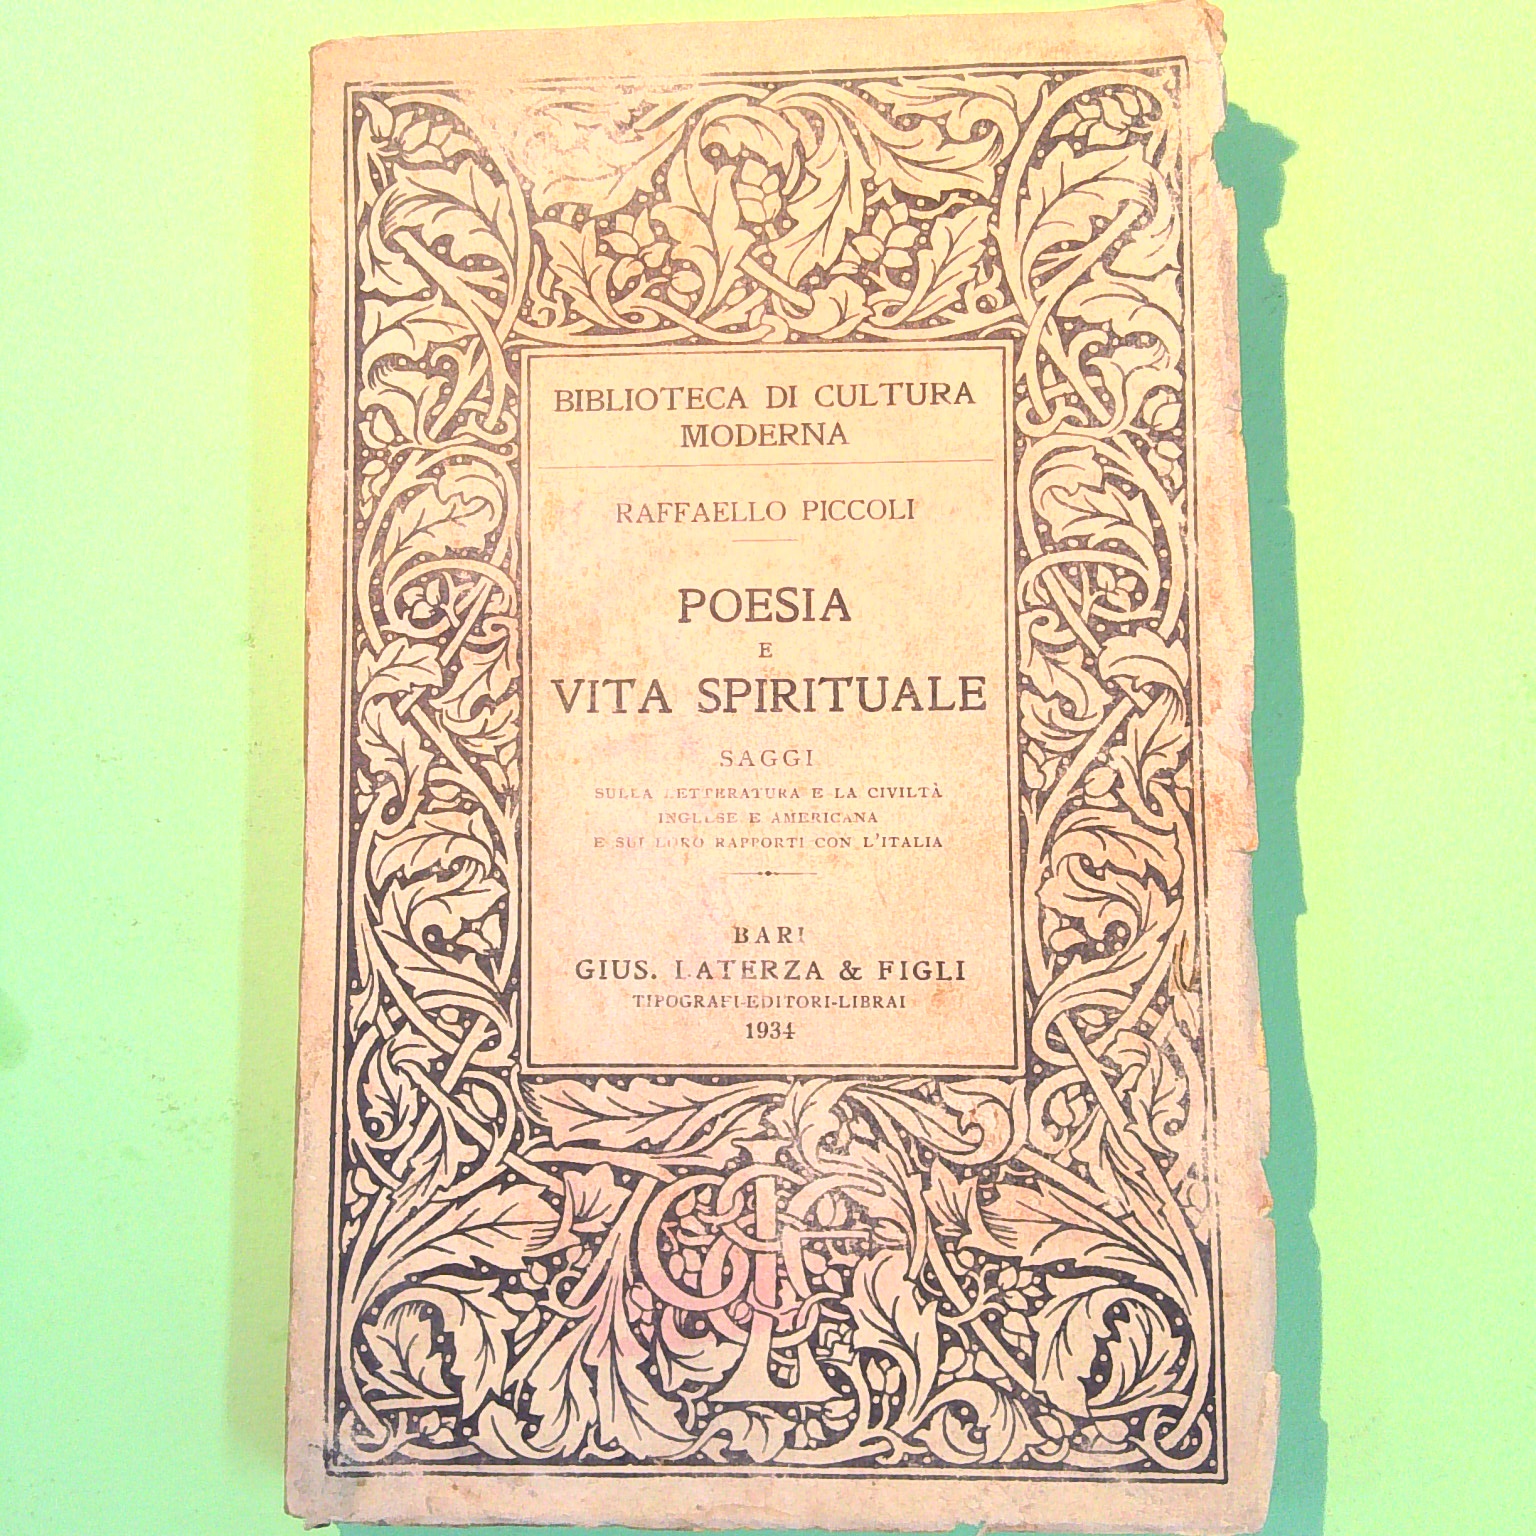 BIBLIOTECA DI CULTURA
MODERNA
RAFFAELLO PICCOLI
POESIA
E
VITA SPIRITUALE
SAGGI
SULLA LETTERATURA E LA CIVILTÀ
INGLESE E AMERICANA
E SUI LORO RAPPORTI CON L'ITALIA
BARI
GIUS. LATERZA & FIGLI
TIPOGRAFI-EDITORI-LIBRAI
1934